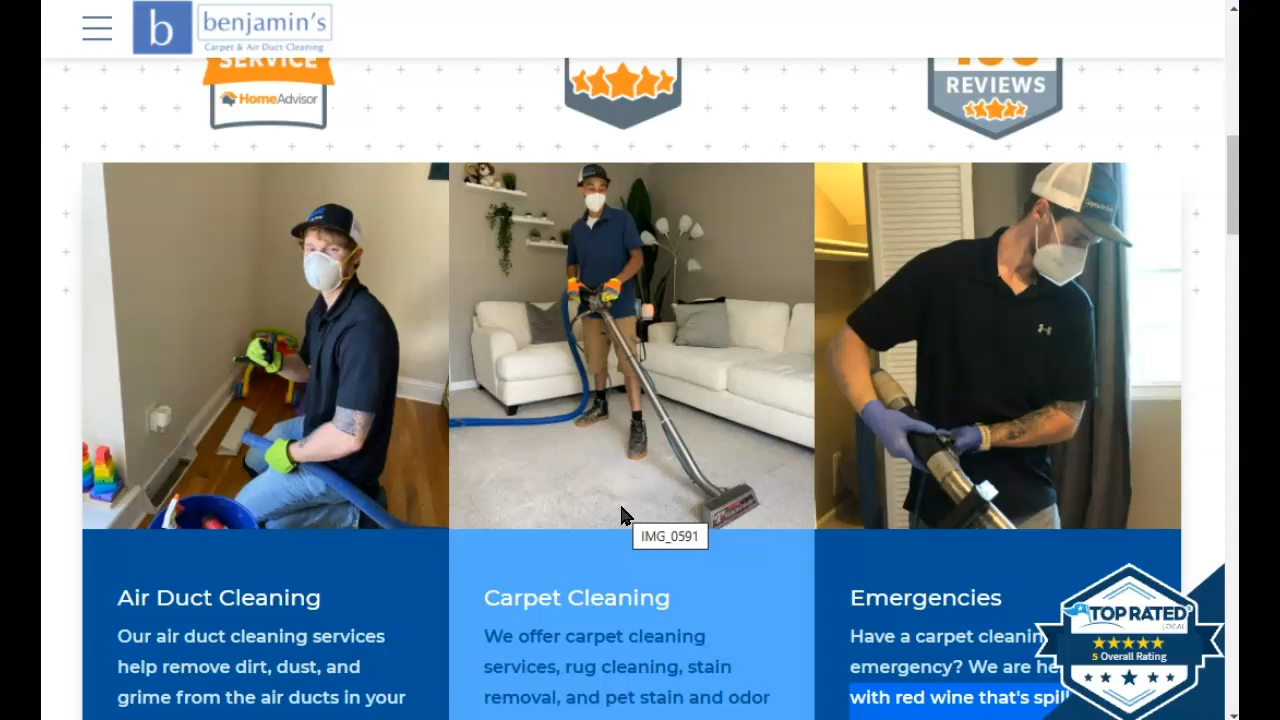 b
benjamin's
Carpet & Air Duct Cleaning
SERVICE
HomeAdvisor
REVIEWS
IMG_0591
Air Duct Cleaning
Our air duct cleaning services
help remove dirt, dust, and
grime from the air ducts in your
Carpet Cleaning
We offer carpet cleaning
services, rug cleaning, stain
removal, and pet stain and odor
Emergencies
Have a carpet cleaning
emergency? We are
with red wine that's
TOP RATED
LOCAL
5 Overall Rating